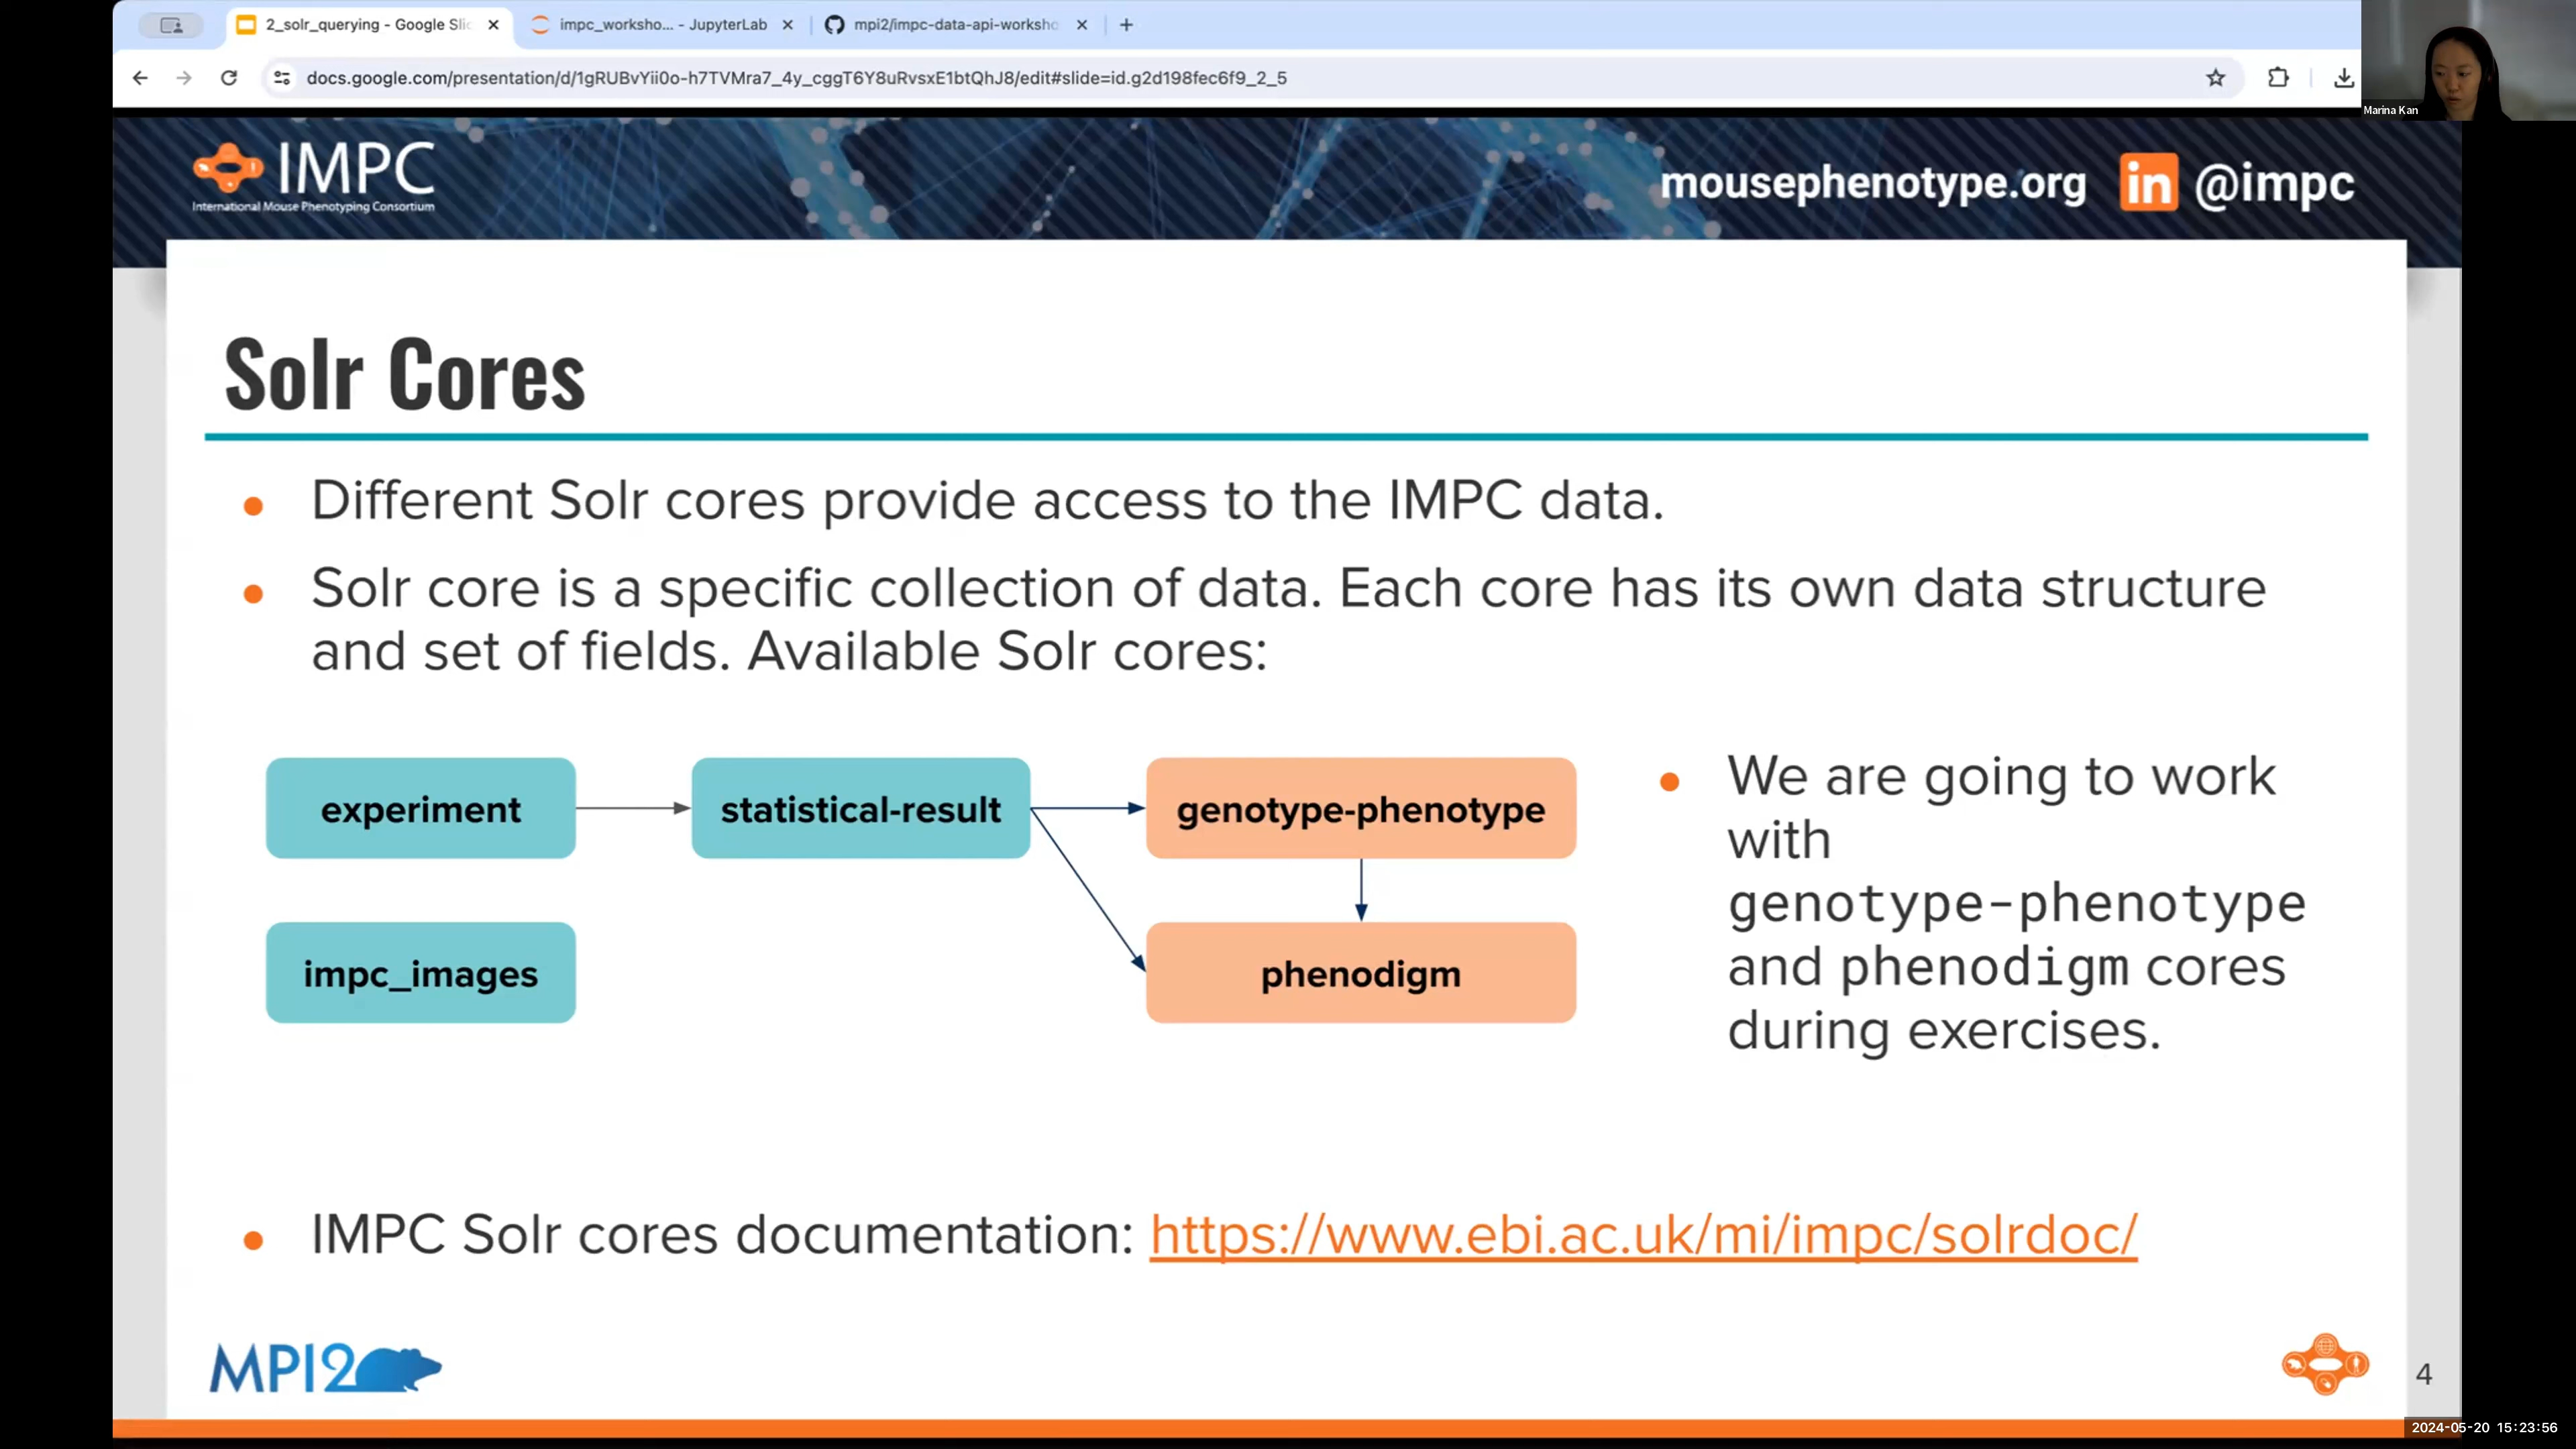 2_solr_querying - Google Slic
impc_worksho... - JupyterLab
mpi2/impc-data-api-worksho
docs.google.com/presentation/d/1gRUBvYii0o-h7TVMra7_4y_cggT6Y8uRvsxE1btQhJ8/edit#slide=id.g2d198fec6f9_2_5
Marina Kan
IMPC
International Mouse Phenotyping Consortium
mousephenotype.org in @impc
Solr Cores
Different Solr cores provide access to the IMPC data.
Solr core is a specific collection of data. Each core has its own data structure
and set of fields. Available Solr cores:
experiment
statistical-result
genotype-phenotype
impc_images
phenodigm
We are going to work
with
genotype-phenotype
and phenodigm cores
during exercises.
IMPC Solr cores documentation: https://www.ebi.ac.uk/mi/impc/solrdoc/
MPI2
4
2024-05-20 15:23:56